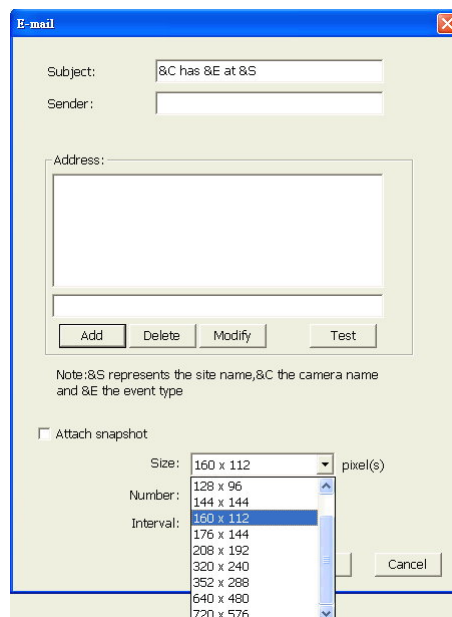 E-mail
Subject: &C has &E at &S
Sender:
Address:
Add Delete Modify Test
Note:&S represents the site name,&C the camera name
and &E the event type
Attach snapshot
Size: 160 x 112 pixel(s)
128 x 96
Number:
144 x 144
160 x 112
Interval:
176 x 144
208 x 192
320 x 240
Cancel
352 x 288
640 x 480
720 x 576